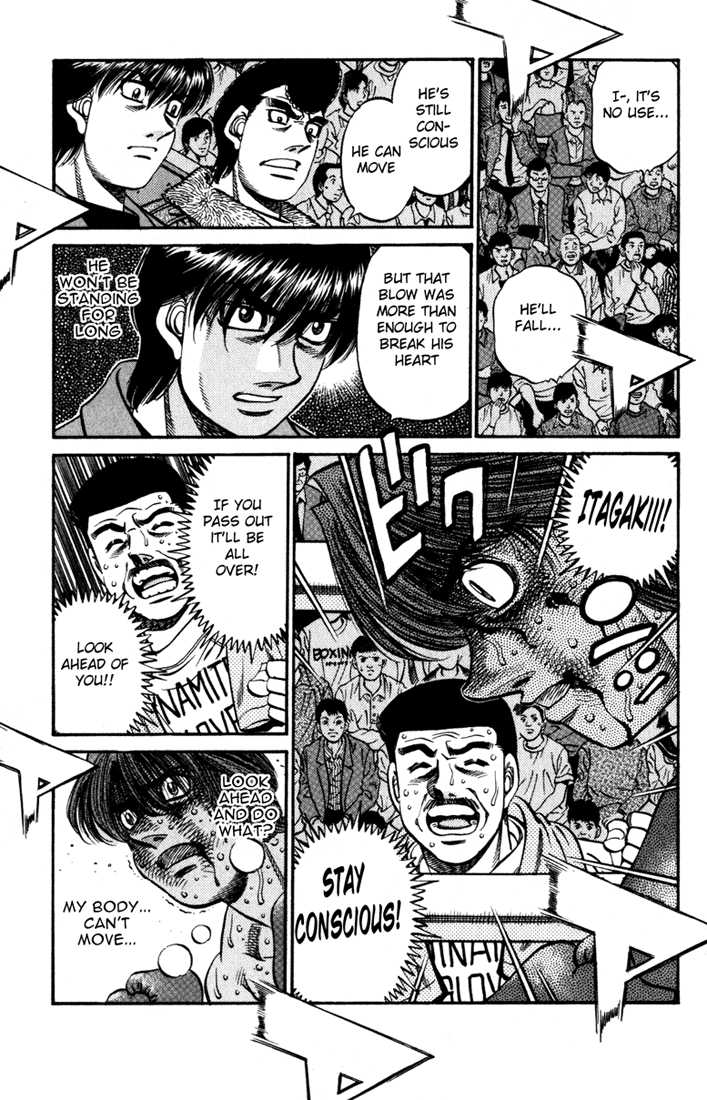 I-, IT'S
NO USE...
HE'LL
FALL...
HE'S
STILL
CON-
SCIOUS
HE CAN
MOVE
BUT THAT
BLOW WAS
MORE THAN
ENOUGH TO
BREAK HIS
HEART
HE
WON'T BE
STANDING
FOR
LONG
ITAGAKIII!
ビクッ
BOXING
STAY
CONSCIOUS!
IF YOU
PASS OUT
IT'LL BE
ALL
OVER!
LOOK
AHEAD OF
YOU!!
NAMIT
LOVE
LOOK
AHEAD
AND DO
WHAT?
MY BODY...
CAN'T
MOVE...